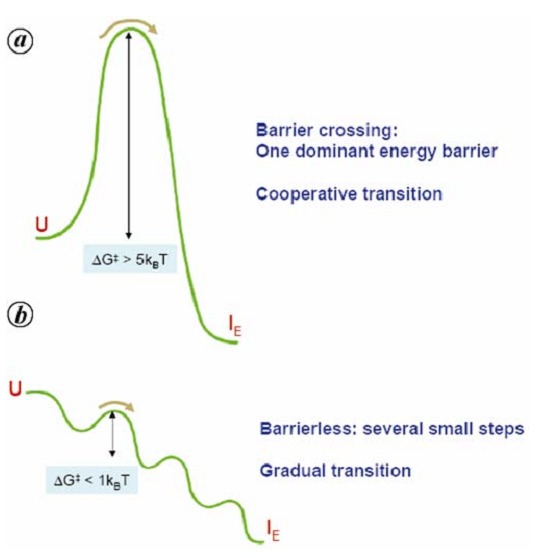 a
Barrier crossing:
One dominant energy barrier
Cooperative transition
U
ΔG‡ > 5kBT
IE
b
U
Barrierless: several small steps
Gradual transition
ΔG‡ < 1kBT
IE